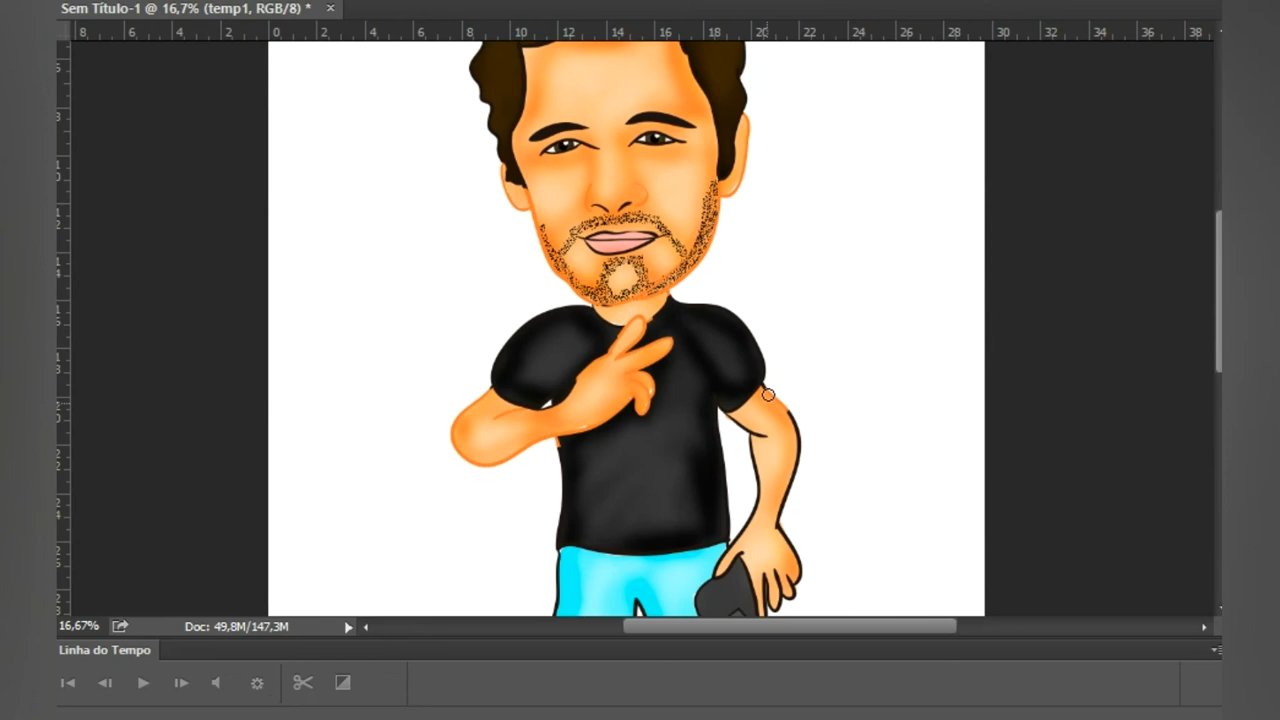 Sem Título-1 @ 16,7% (temp1, RGB/8) * ×
8 6 4 2 0 2 4 6 8 10 12 14 16 18 20 22 24 26 28 30 32 34 36 38
16,67% Doc: 49,8M/147,3M
Linha do Tempo